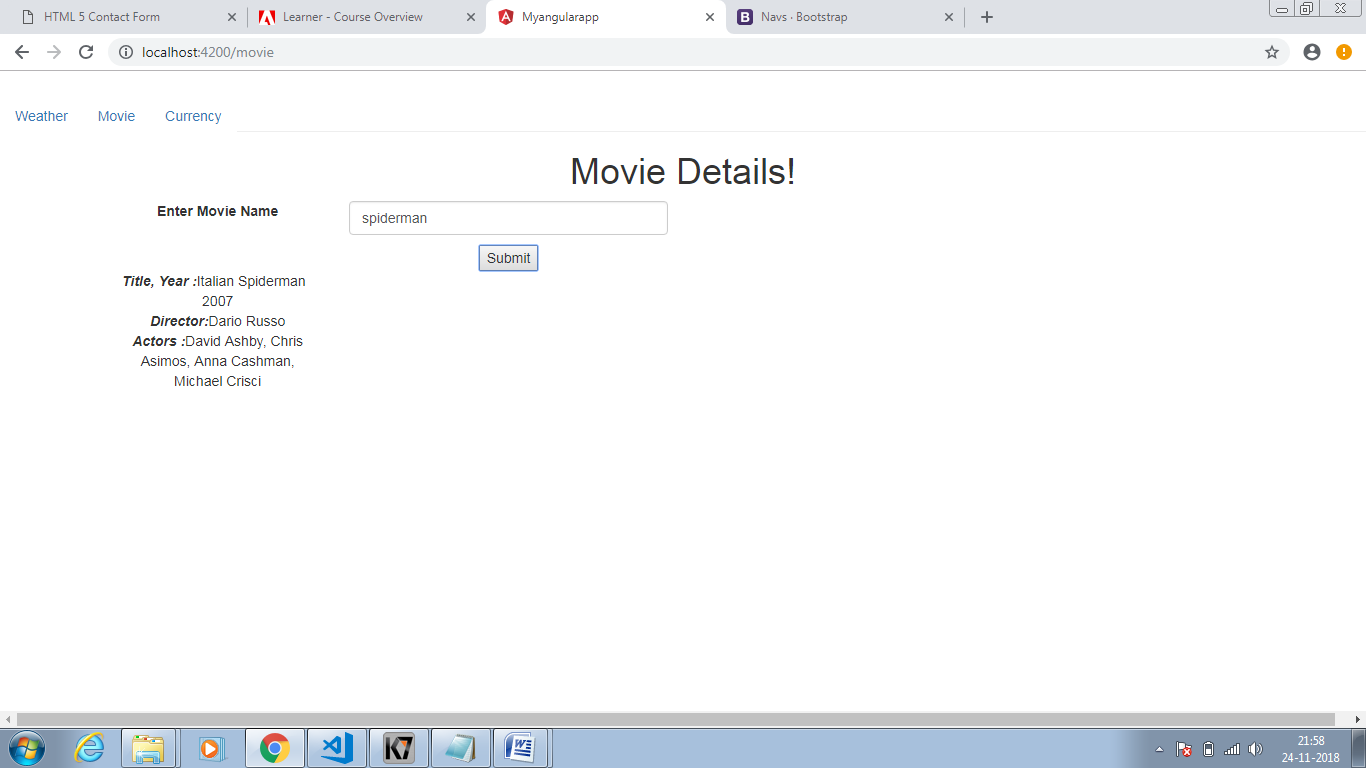 HTML 5 Contact Form
Learner - Course Overview
Myangularapp
B
Navs · Bootstrap
localhost:4200/movie
Weather
Movie
Currency
Movie Details!
Enter Movie Name
spiderman
Submit
Title, Year :Italian Spiderman
2007
Director:Dario Russo
Actors :David Ashby, Chris
Asimos, Anna Cashman,
Michael Crisci
K7
W
21:58
24-11-2018